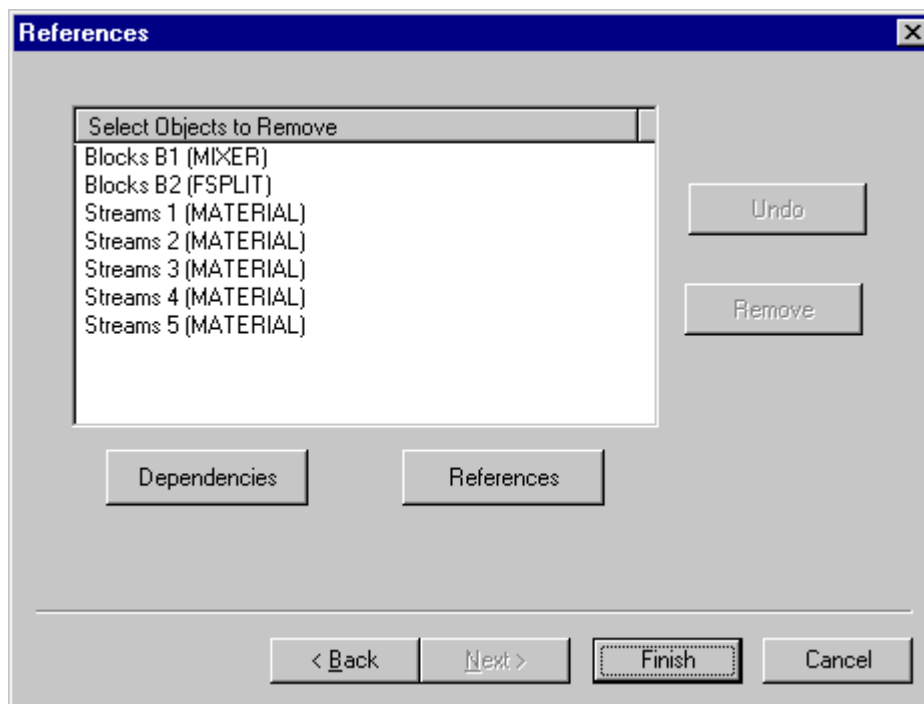 References
Select Objects to Remove
Blocks B1 (MIXER)
Blocks B2 (FSPLIT)
Streams 1 (MATERIAL)
Streams 2 (MATERIAL)
Streams 3 (MATERIAL)
Streams 4 (MATERIAL)
Streams 5 (MATERIAL)
Undo
Remove
Dependencies
References
< Back
Next >
Finish
Cancel